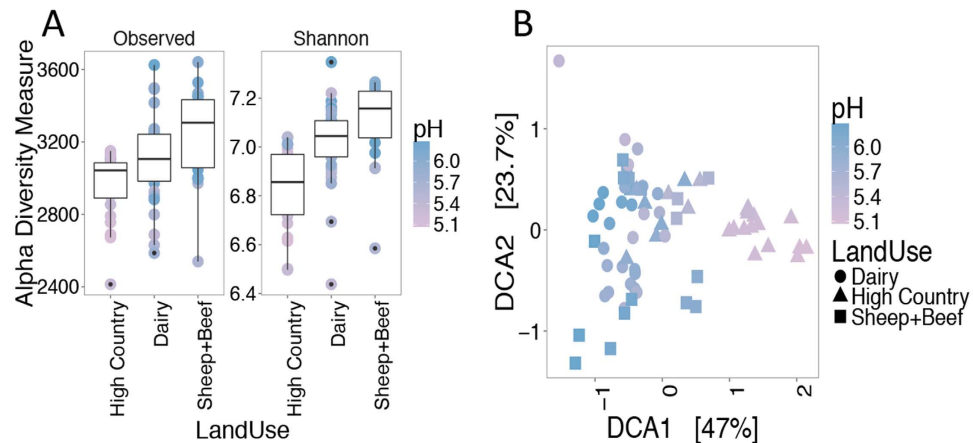 A
B
Observed
Shannon
Alpha Diversity Measure
3600
3200
2800
2400
7.2
7.0
6.8
6.6
6.4
High Country
Dairy
Sheep+Beef
High Country
Dairy
Sheep+Beef
LandUse
pH
6.0
5.7
5.4
5.1
DCA2 [23.7%]
1
0
−1
−1
0
1
2
DCA1 [47%]
pH
6.0
5.7
5.4
5.1
LandUse
Dairy
High Country
Sheep+Beef